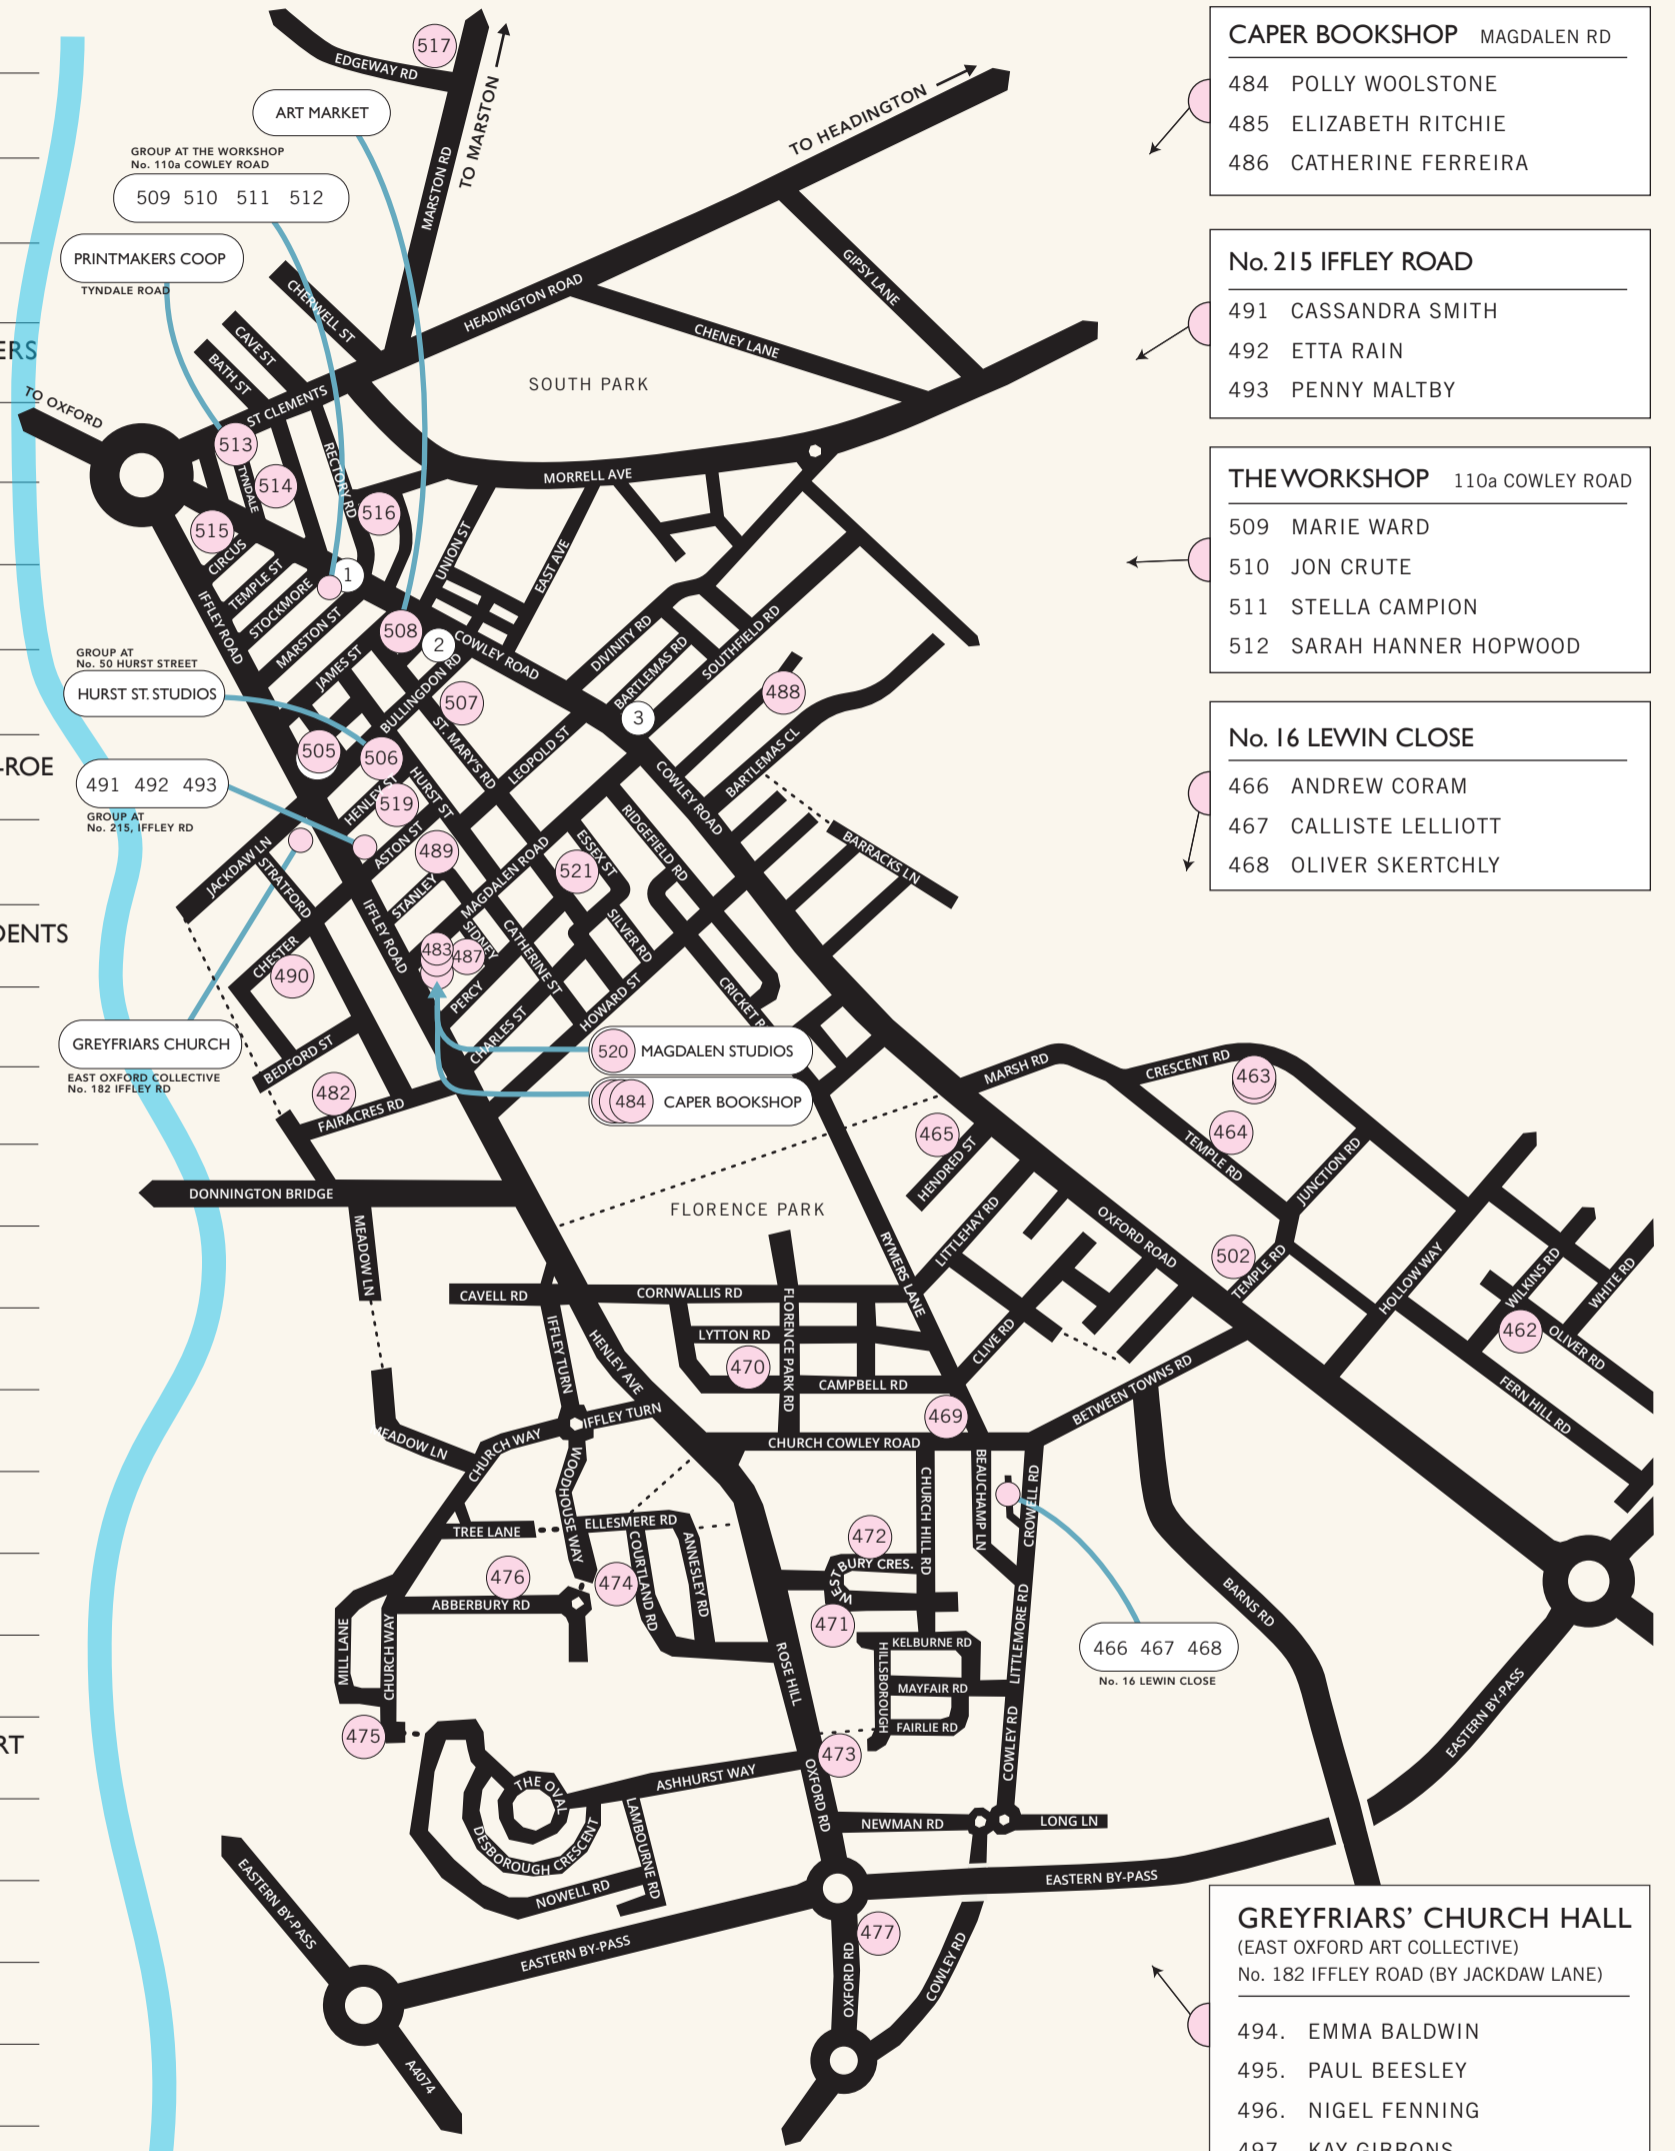 517
EDGEWAY RD
ART MARKET
TO MARSTON
MARSTON RD
TO HEADINGTON
GROUP AT THE WORKSHOP
No. 110a COWLEY ROAD
509 510 511 512
PRINTMAKERS COOP
TYNDALE ROAD
CHERWELL ST
HEADINGTON ROAD
GIPSY LANE
CHENEY LANE
CAVE ST
BATH ST
SOUTH PARK
ERS
TO OXFORD
ST CLEMENTS
513
RECTORY RD
TYNDALE
514
MORRELL AVE
516
515
CIRCUS
UNION ST
EAST AVE
TEMPLE ST
1
STOCKMORE
IFFLEY ROAD
MARSTON ST
508
2
COWLEY ROAD
DIVINITY RD
BARTLEMAS RD
SOUTHFIELD RD
GROUP AT
No. 50 HURST STREET
HURST ST. STUDIOS
JAMES ST
BULLINGDON RD
507
488
3
505
506
ST. MARYS RD
LEOPOLD ST
BARTLEMAS CL
-ROE
491 492 493
GROUP AT
No. 215, IFFLEY RD
HENLEY ST
HURST ST
519
COWLEY ROAD
RIDGEFIELD RD
BARRACKS LN
ASTON ST
489
MAGDALEN ROAD
ESSEX ST
521
JACKDAW LN
STRATFORD
STANLEY
IFFLEY ROAD
SIDNEY
CATHERINE ST
SILVER RD
DENTS
CHESTER
490
483
487
PERCY
HOWARD ST
CRICKET R
CHARLES ST
GREYFRIARS CHURCH
EAST OXFORD COLLECTIVE
No. 182 IFFLEY RD
BEDFORD ST
520 MAGDALEN STUDIOS
484 CAPER BOOKSHOP
482
FAIRACRES RD
MARSH RD
CRESCENT RD
463
465
464
HENDRED ST
TEMPLE RD
JUNCTION RD
DONNINGTON BRIDGE
FLORENCE PARK
MEADOW LN
LITTLEHAY RD
RYMERS LANE
OXFORD ROAD
502
TEMPLE RD
HOLLOW WAY
WILKINS RD
WHITE RD
CAVELL RD
CORNWALLIS RD
FLORENCE PARK RD
IFFLEY TURN
HENLEY AVE
LYTTON RD
CLIVE RD
462
OLIVER RD
470
CAMPBELL RD
BETWEEN TOWNS RD
FERN HILL RD
469
IFFLEY TURN
CHURCH COWLEY ROAD
MEADOW LN
CHURCH WAY
WOODHOUSE WAY
CHURCH HILL RD
BEAUCHAMP LN
CROWELL RD
TREE LANE
ELLESMERE RD
COURTLAND RD
ANNESLEY RD
472
WESTBURY CRES.
476
474
ABBERBURY RD
BARNS RD
MILL LANE
CHURCH WAY
471
KELBURNE RD
HILLSBOROUGH
MAYFAIR RD
FAIRLIE RD
LITTLEMORE RD
466 467 468
No. 16 LEWIN CLOSE
ROSE HILL
475
RT
473
COWLEY RD
EASTERN BY-PASS
THE OVAL
ASHHURST WAY
OXFORD RD
DESBOROUGH CRESCENT
LAMBOURNE RD
NEWMAN RD
LONG LN
NOWELL RD
EASTERN BY-PASS
EASTERN BY-PASS
EASTERN BY-PASS
477
OXFORD RD
COWLEY RD
A4074
CAPER BOOKSHOP MAGDALEN RD
484 POLLY WOOLSTONE
485 ELIZABETH RITCHIE
486 CATHERINE FERREIRA
No. 215 IFFLEY ROAD
491 CASSANDRA SMITH
492 ETTA RAIN
493 PENNY MALTBY
THE WORKSHOP 110a COWLEY ROAD
509 MARIE WARD
510 JON CRUTE
511 STELLA CAMPION
512 SARAH HANNER HOPWOOD
No. 16 LEWIN CLOSE
466 ANDREW CORAM
467 CALLISTE LELLIOTT
468 OLIVER SKERTCHLY
GREYFRIARS' CHURCH HALL
(EAST OXFORD ART COLLECTIVE)
No. 182 IFFLEY ROAD (BY JACKDAW LANE)
494. EMMA BALDWIN
495. PAUL BEESLEY
496. NIGEL FENNING
497. KAY GIBBONS